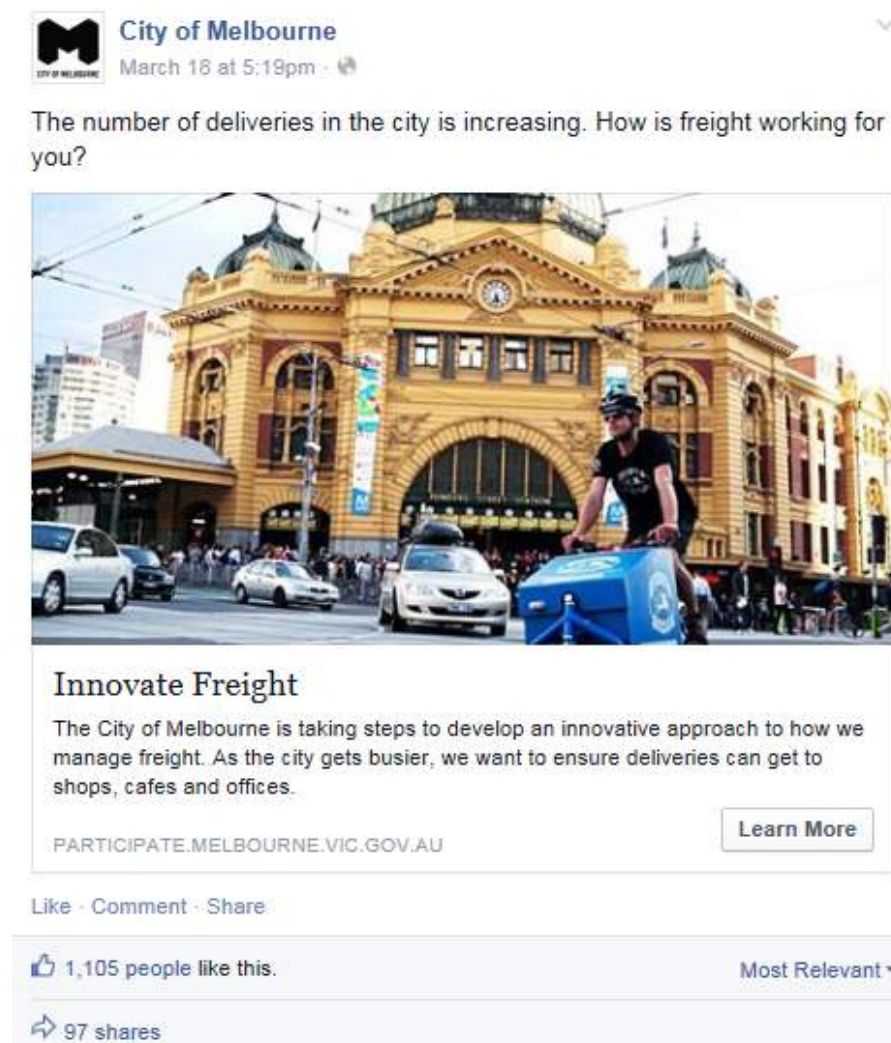 City of Melbourne
CITY OF MELBOURNE
March 18 at 5:19pm ·
The number of deliveries in the city is increasing. How is freight working for
you?
Innovate Freight
The City of Melbourne is taking steps to develop an innovative approach to how we
manage freight. As the city gets busier, we want to ensure deliveries can get to
shops, cafes and offices.
Learn More
PARTICIPATE.MELBOURNE.VIC.GOV.AU
Like · Comment · Share
1,105 people like this.
Most Relevant
97 shares